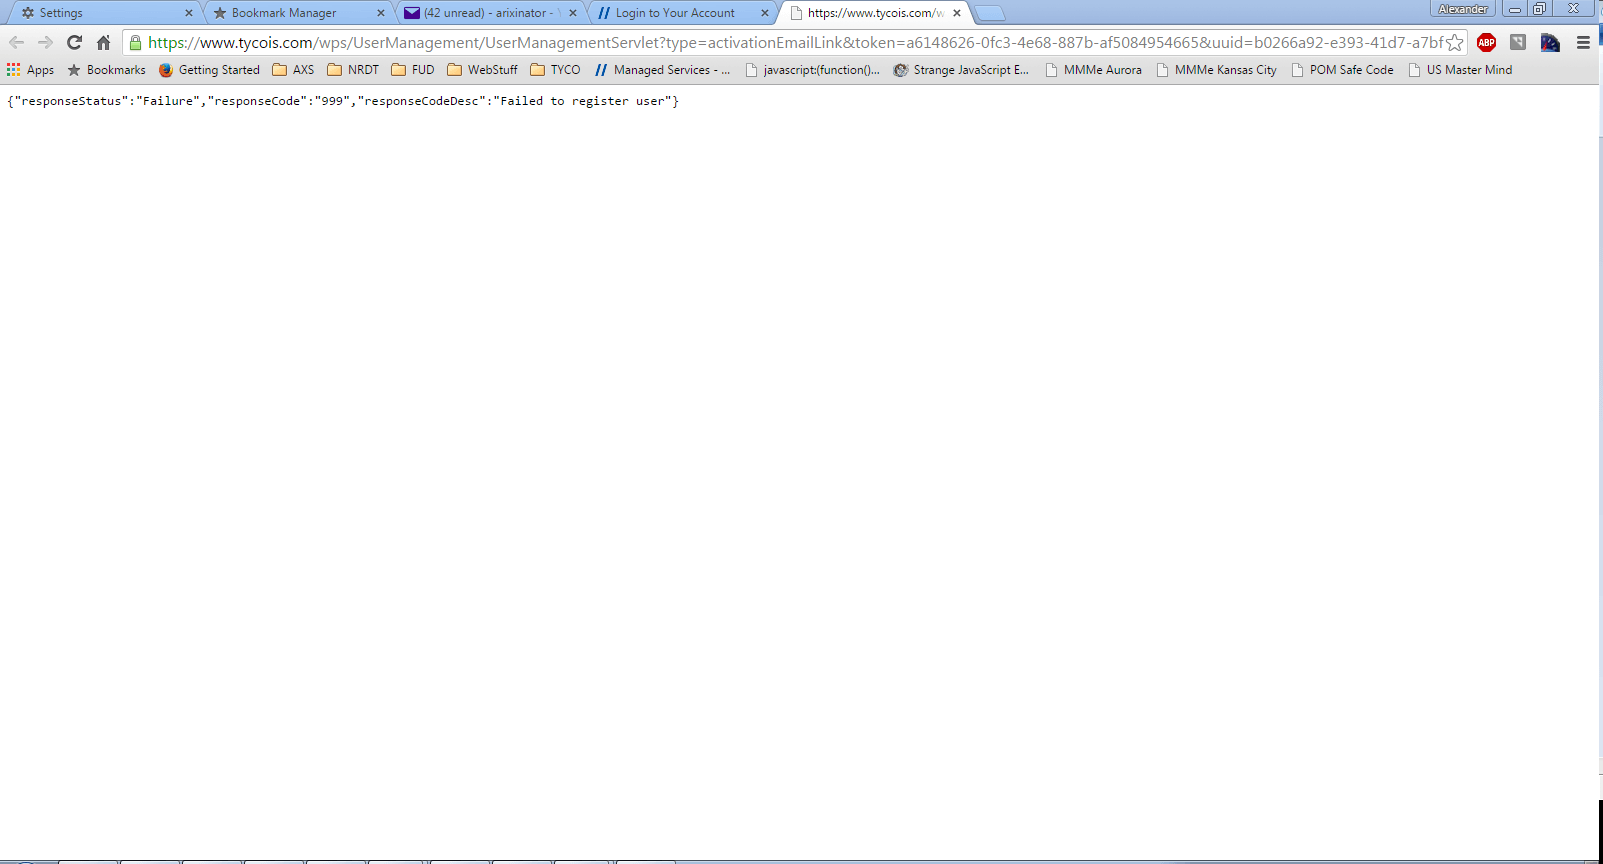 Settings
Bookmark Manager
(42 unread) - arixinator -
Login to Your Account
https://www.tycois.com/w
Alexander
https://www.tycois.com/wps/UserManagement/UserManagementServlet?type=activationEmailLink&token=a6148626-0fc3-4e68-887b-af5084954665&uuid=b0266a92-e393-41d7-a7bf
ABP
Apps
Bookmarks
Getting Started
AXS
NRDT
FUD
WebStuff
TYCO
Managed Services - ...
javascript:(function()...
Strange JavaScript E...
MMMe Aurora
MMMe Kansas City
POM Safe Code
US Master Mind
{"responseStatus":"Failure","responseCode":"999","responseCodeDesc":"Failed to register user"}